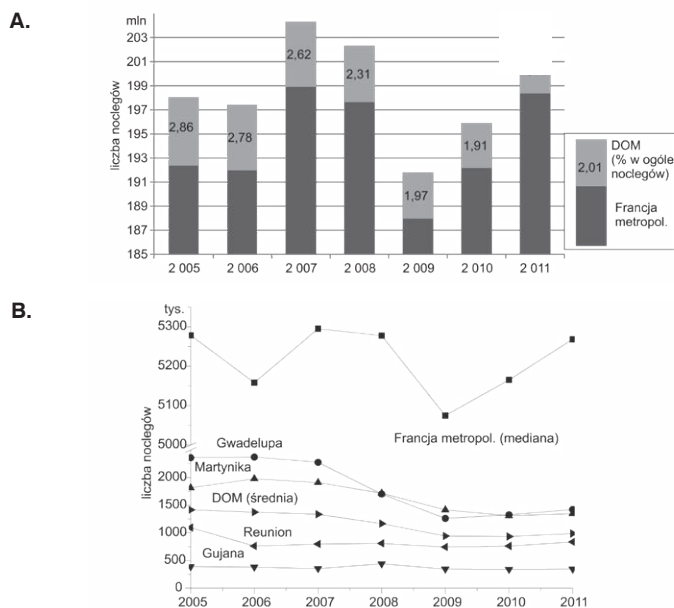 A.
mln
203
201
199
197
195
193
191
189
187
185
liczba noclegów
2,86
2,78
2,62
2,31
1,97
1,91
2 005
2 006
2 007
2 008
2 009
2 010
2 011
2,01
DOM
(% w ogóle
noclegów)
Francja
metropol.
B.
tys.
5300
5200
5100
5000
2000
1500
1000
500
0
liczba noclegów
Francja metropol. (mediana)
Gwadelupa
Martynika
DOM (średnia)
Reunion
Gujana
2005
2006
2007
2008
2009
2010
2011